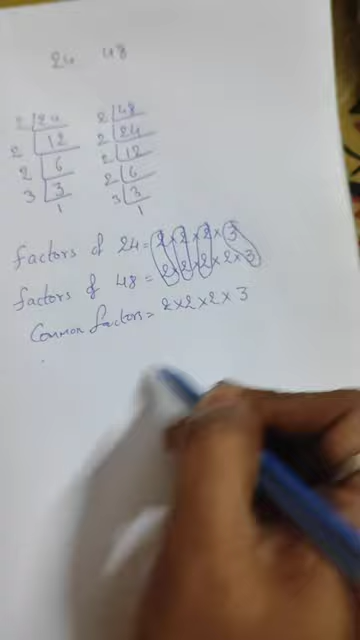 24 48
2 | 24 2 | 48
2 | 12 2 | 24
2 | 6 2 | 12
3 | 3 2 | 6
1 3 | 3
1
factors of 24 = 2 × 2 × 2 × 3
factors of 48 = 2 × 2 × 2 × 2 × 3
Common factors = 2 × 2 × 2 × 3